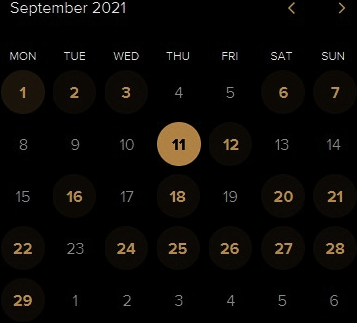 September 2021
MON TUE WED THU FRI SAT SUN
1 2 3 4 5 6 7
8 9 10 11 12 13 14
15 16 17 18 19 20 21
22 23 24 25 26 27 28
29 1 2 3 4 5 6